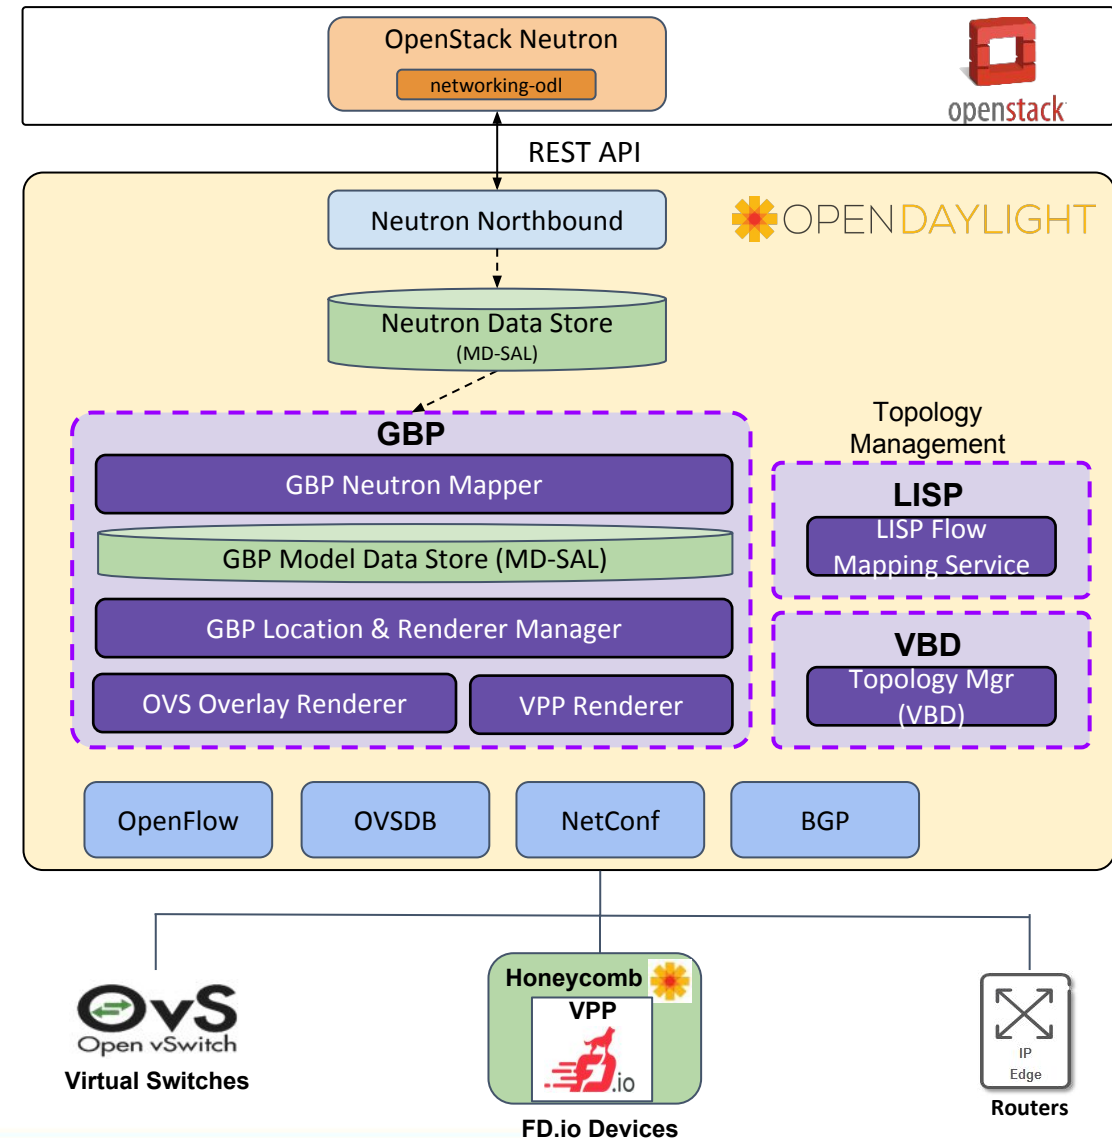 OpenStack Neutron
networking-odl
openstack
REST API
Neutron Northbound
OPENDAYLIGHT
Neutron Data Store
(MD-SAL)
GBP
GBP Neutron Mapper
GBP Model Data Store (MD-SAL)
GBP Location & Renderer Manager
OVS Overlay Renderer
VPP Renderer
Topology
Management
LISP
LISP Flow
Mapping Service
VBD
Topology Mgr
(VBD)
OpenFlow
OVSDB
NetConf
BGP
OvS
Open vSwitch
Virtual Switches
Honeycomb
VPP
FD.io
FD.io Devices
IP
Edge
Routers